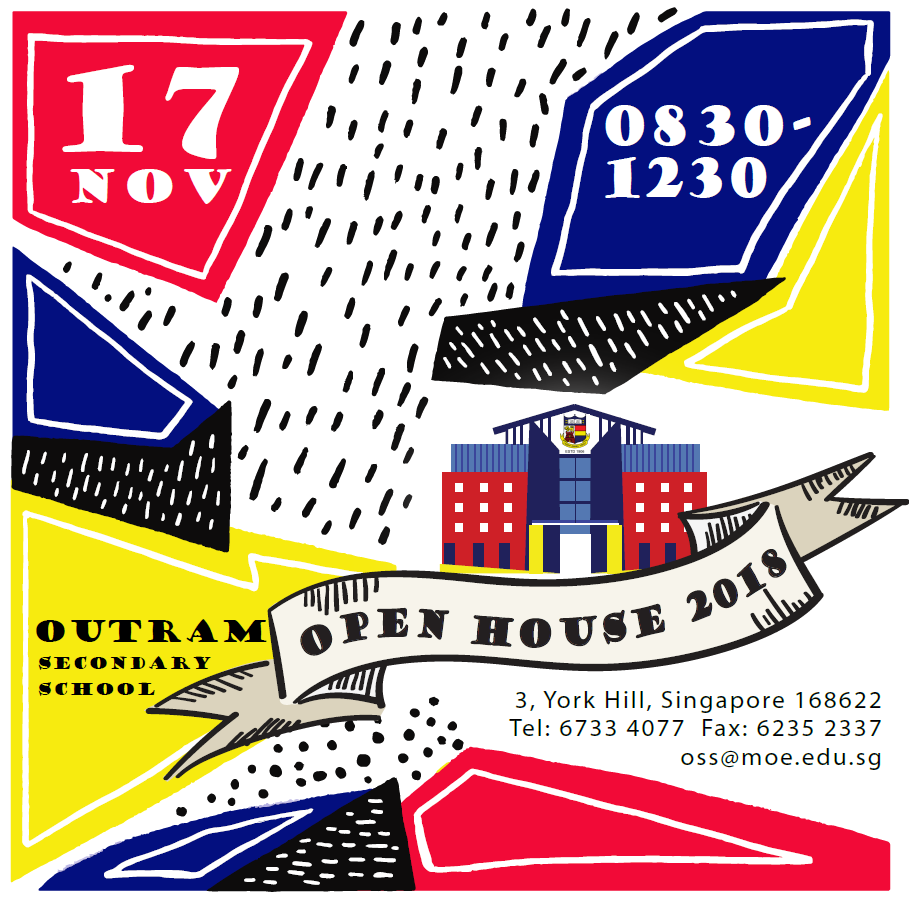 17
NOV
0830-
1230
OUTRAM
SECONDARY
SCHOOL
OPEN HOUSE 2018
3, York Hill, Singapore 168622
Tel: 6733 4077  Fax: 6235 2337
oss@moe.edu.sg